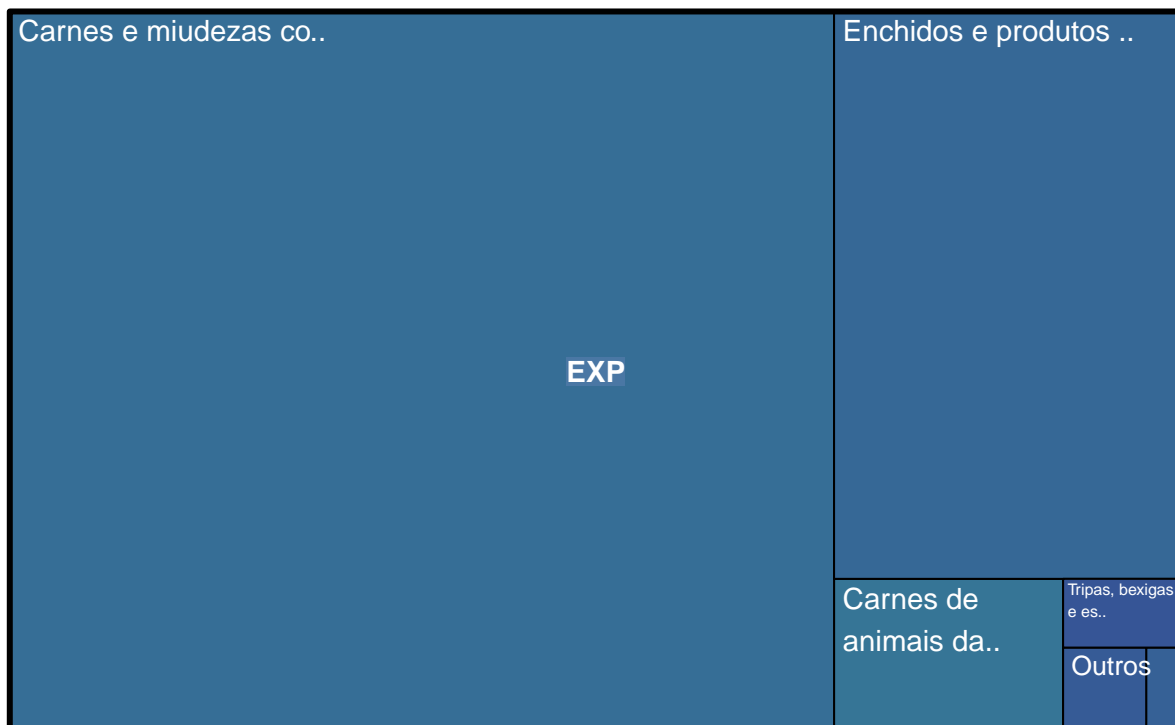 Carnes e miudezas co..
Enchidos e produtos ..
EXP
Carnes de
animais da..
Tripas, bexigas
e es..
Outros